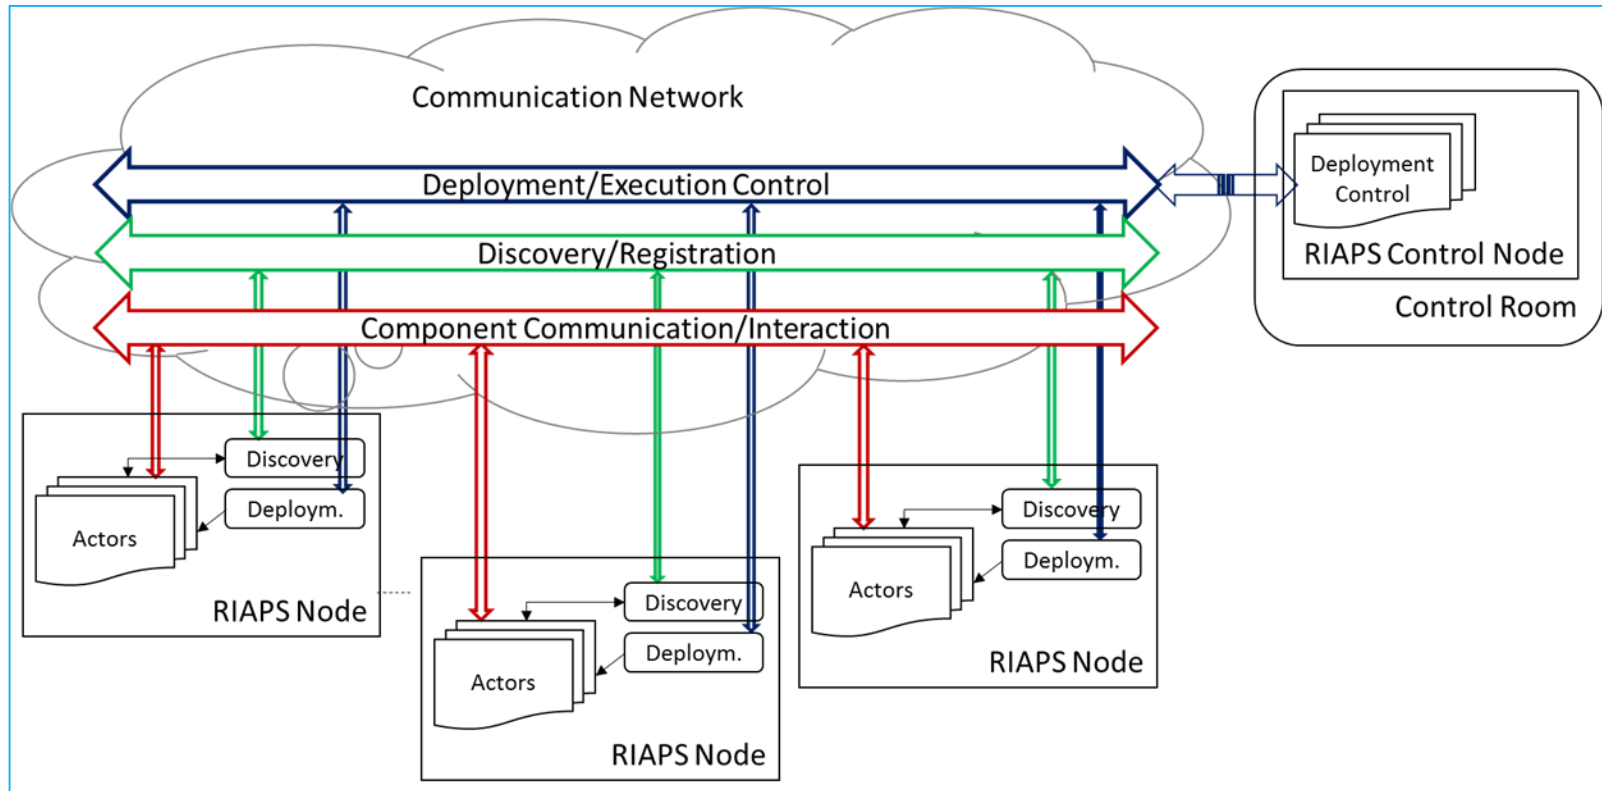 Communication Network
Deployment/Execution Control
Discovery/Registration
Component Communication/Interaction
Deployment
Control
RIAPS Control Node
Control Room
Discovery
Deploym.
Actors
RIAPS Node
Discovery
Deploym.
Actors
RIAPS Node
Discovery
Deploym.
Actors
RIAPS Node